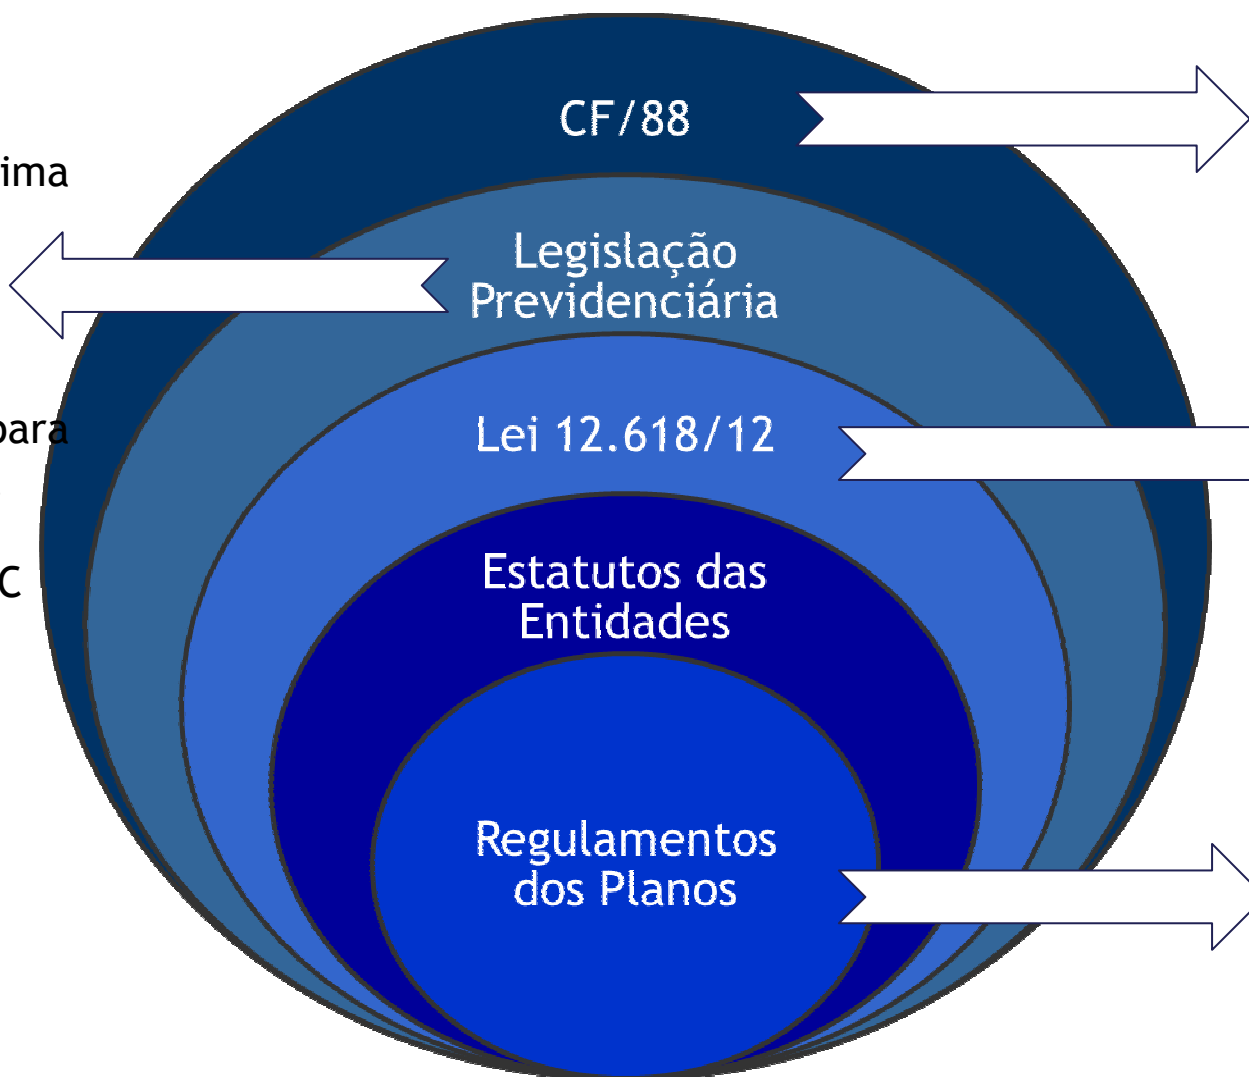 CF/88
ima
Legislação
Previdenciária
para
Lei 12.618/12
C
Estatutos das
Entidades
Regulamentos
dos Planos